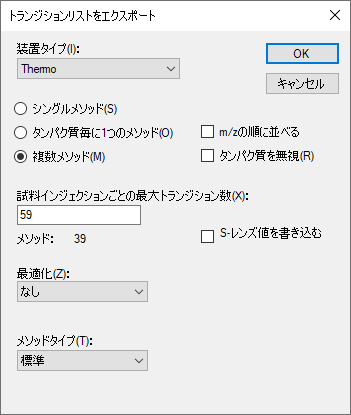 トランジションリストをエクスポート
装置タイプ(I):
OK
Thermo
キャンセル
シングルメソッド(S)
タンパク質毎に1つのメソッド(O)
m/zの順に並べる
複数メソッド(M)
タンパク質を無視(R)
試料インジェクションごとの最大トランジション数(X):
59
メソッド: 39
S-レンズ値を書き込む
最適化(Z):
なし
メソッドタイプ(T):
標準